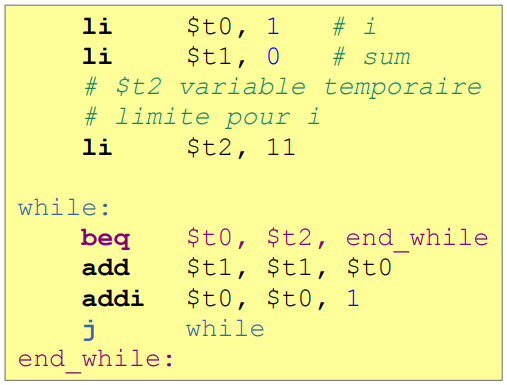 li $t0, 1 # i
li $t1, 0 # sum
# $t2 variable temporaire
# limite pour i
li $t2, 11
while:
beq $t0, $t2, end_while
add $t1, $t1, $t0
addi $t0, $t0, 1
j while
end_while: